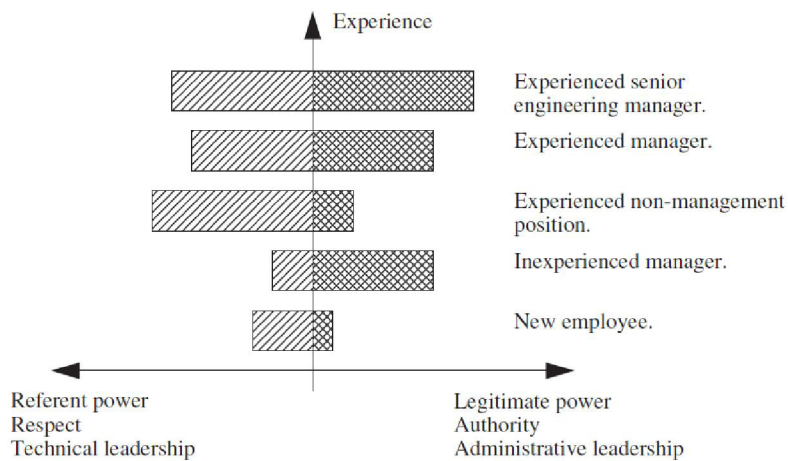 Experience
Experienced senior
engineering manager.
Experienced manager.
Experienced non-management
position.
Inexperienced manager.
New employee.
Referent power
Respect
Technical leadership
Legitimate power
Authority
Administrative leadership